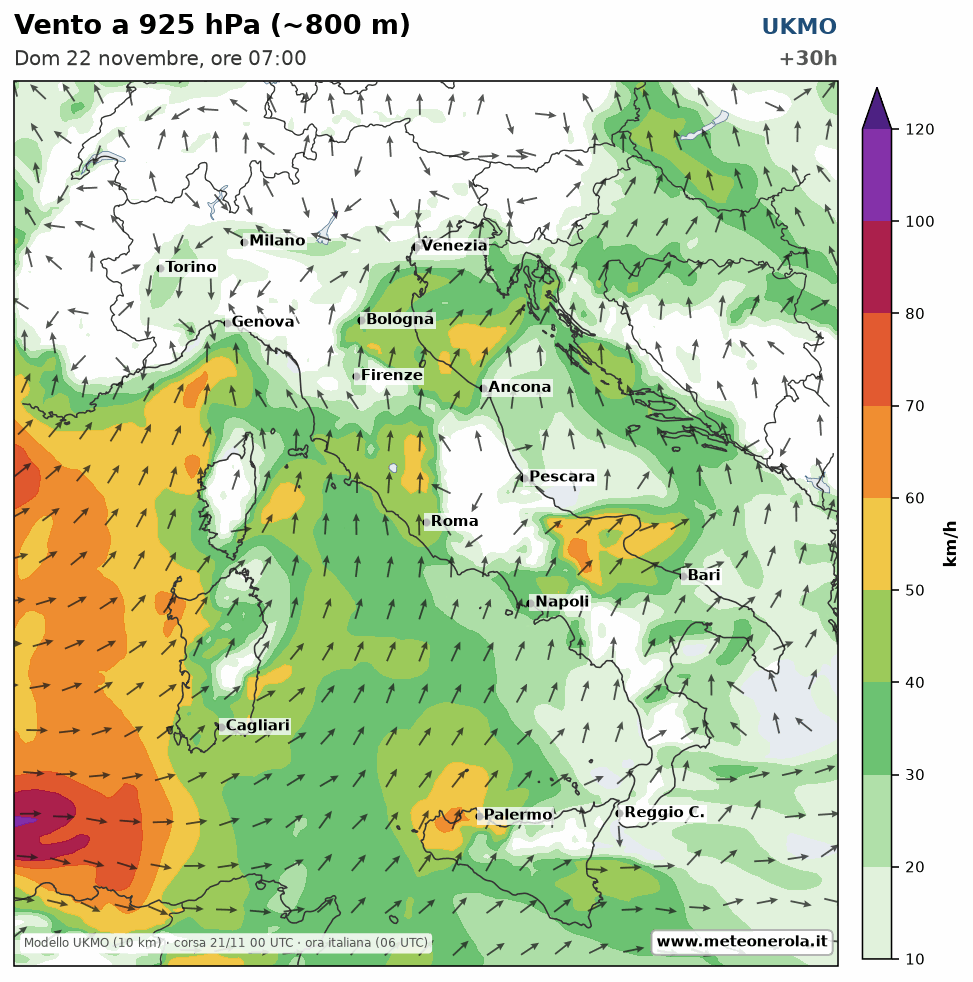 Vento a 925 hPa (~800 m)
UKMO
Dom 22 novembre, ore 07:00
+30h
Milano
Venezia
Torino
Genova
Bologna
Firenze
Ancona
Pescara
Roma
Bari
Napoli
Cagliari
Palermo
Reggio C.
120
100
80
70
60
50
40
30
20
10
km/h
Modello UKMO (10 km) · corsa 21/11 00 UTC · ora italiana (06 UTC)
www.meteonerola.it